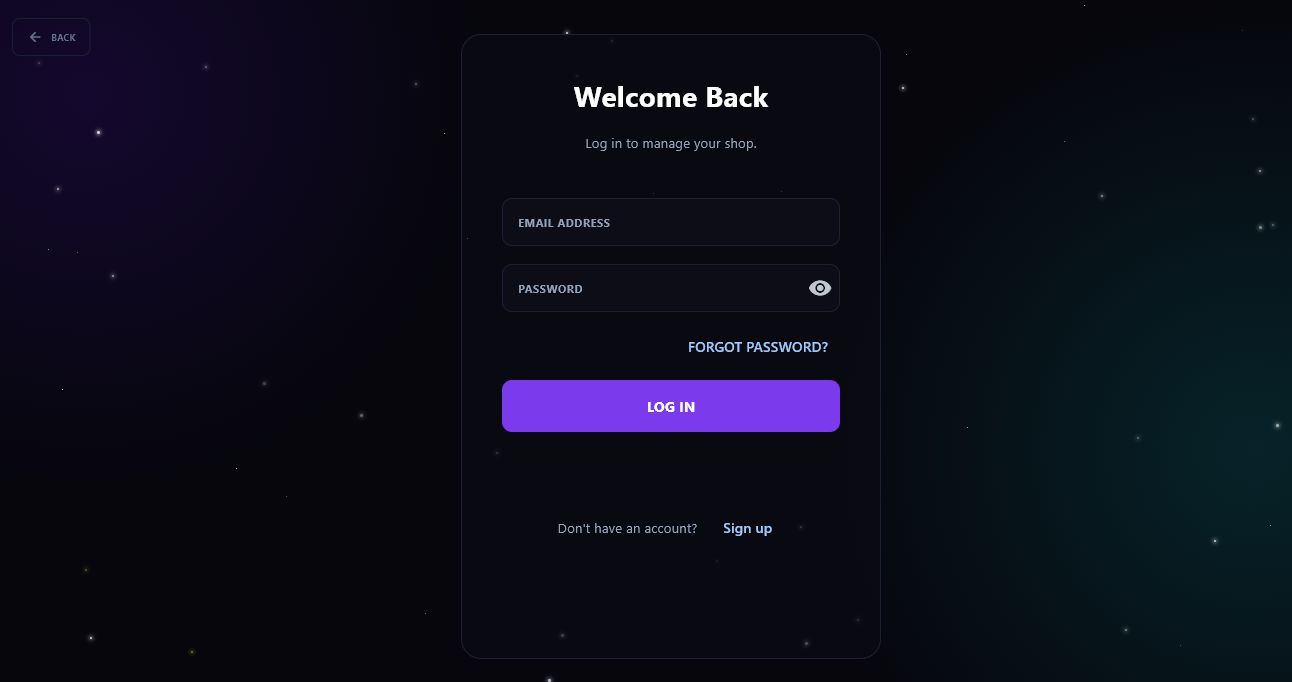 BACK
Welcome Back
Log in to manage your shop.
EMAIL ADDRESS
PASSWORD
FORGOT PASSWORD?
LOG IN
Don't have an account? Sign up